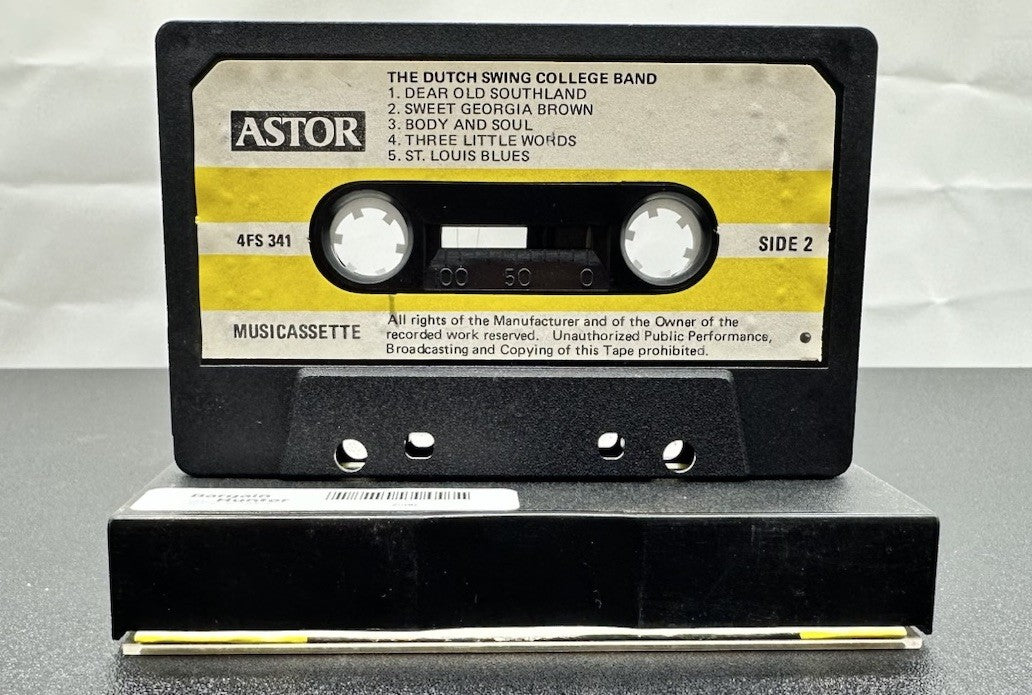 THE DUTCH SWING COLLEGE BAND
1. DEAR OLD SOUTHLAND
2. SWEET GEORGIA BROWN
3. BODY AND SOUL
4. THREE LITTLE WORDS
5. ST. LOUIS BLUES
ASTOR
4FS 341
SIDE 2
00 50 0
MUSICASSETTE
All rights of the Manufacturer and of the Owner of the
recorded work reserved. Unauthorized Public Performance,
Broadcasting and Copying of this Tape prohibited.
Bargain
Hunter